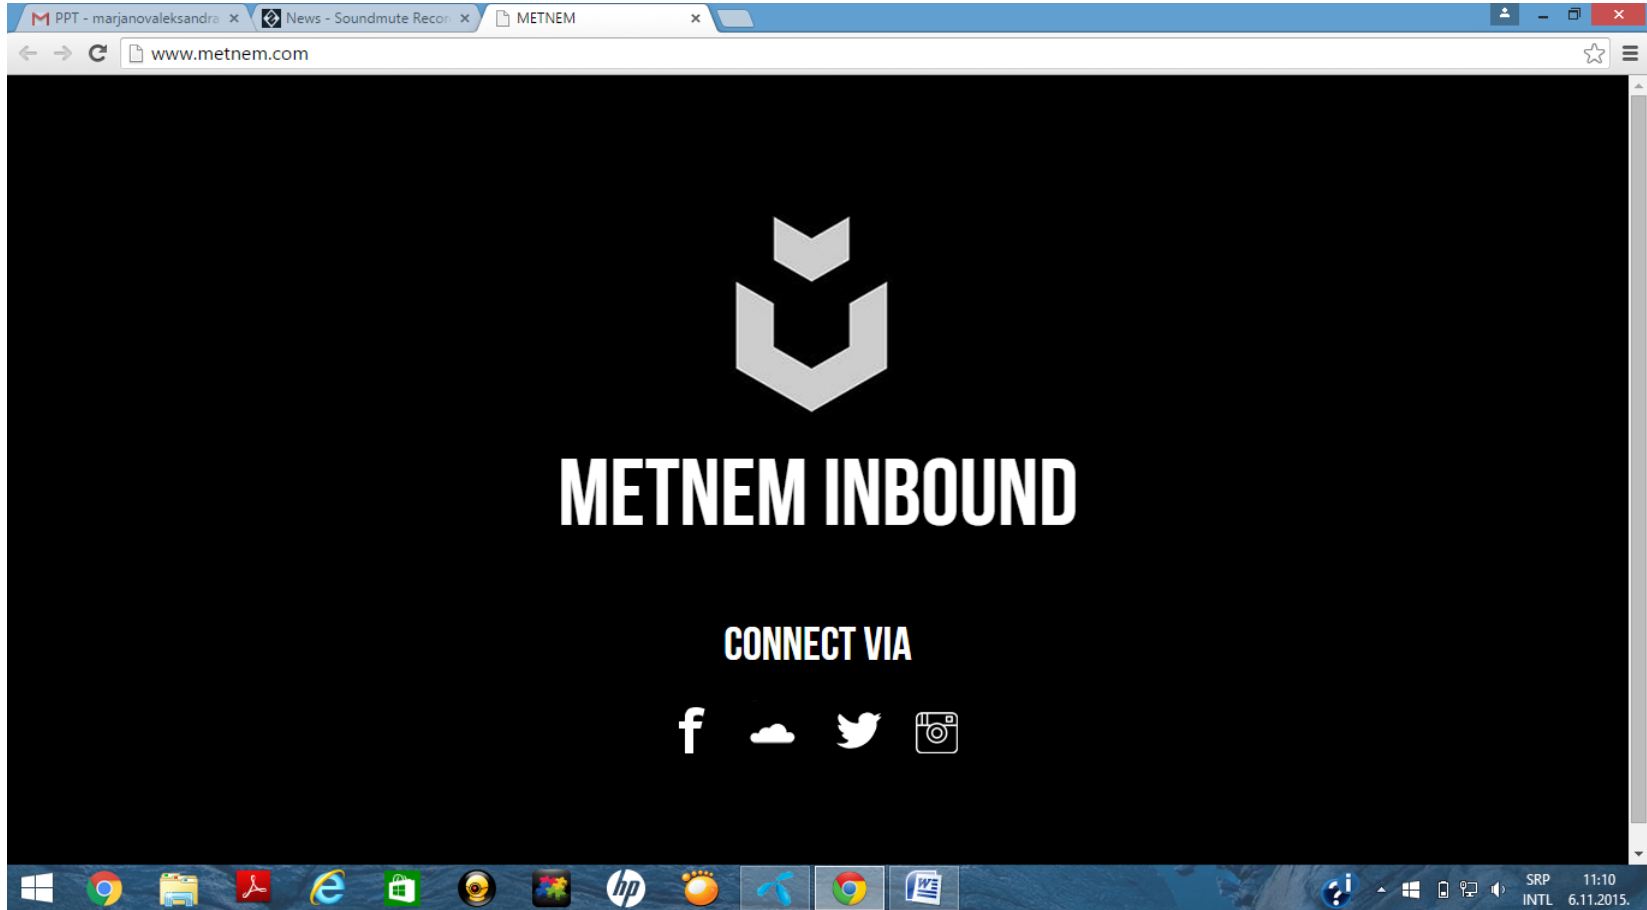 PPT - marjanovaleksandra
News - Soundmute Recor
METNEM
www.metnem.com
METNEM INBOUND
CONNECT VIA
hp
SRP
11:10
INTL
6.11.2015.